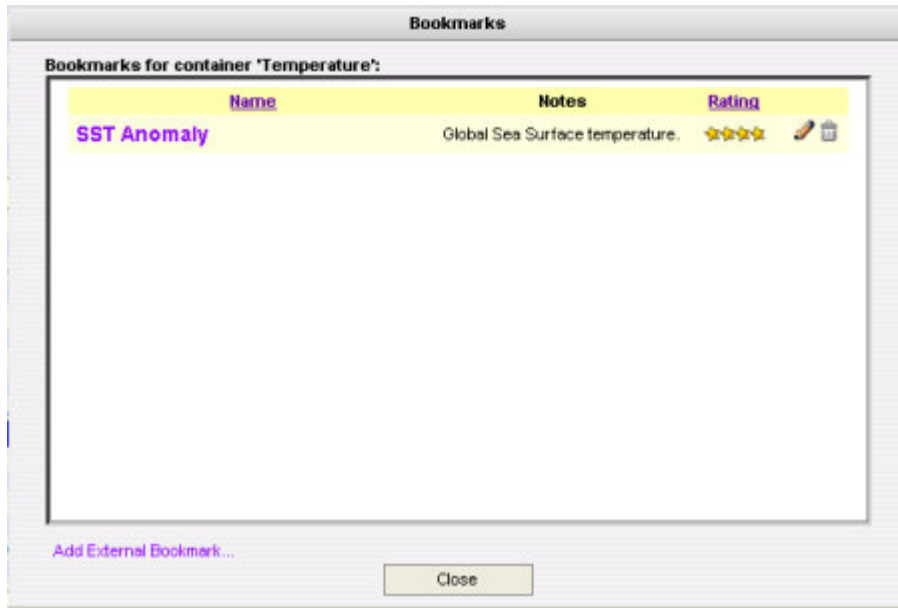 Bookmarks
Bookmarks for container 'Temperature':
Name Notes Rating
SST Anomaly Global Sea Surface temperature.
Add External Bookmark...
Close